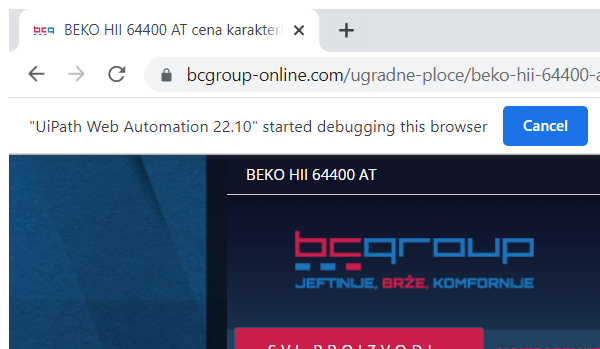 bcg BEKO HII 64400 AT cena karakteri
bcgroup-online.com/ugradne-ploce/beko-hii-64400-a
"UiPath Web Automation 22.10" started debugging this browser
Cancel
BEKO HII 64400 AT
bcgroup
JEFTINIJE, BRŽE, KOMFORNIJE
SVI PROIZVODI